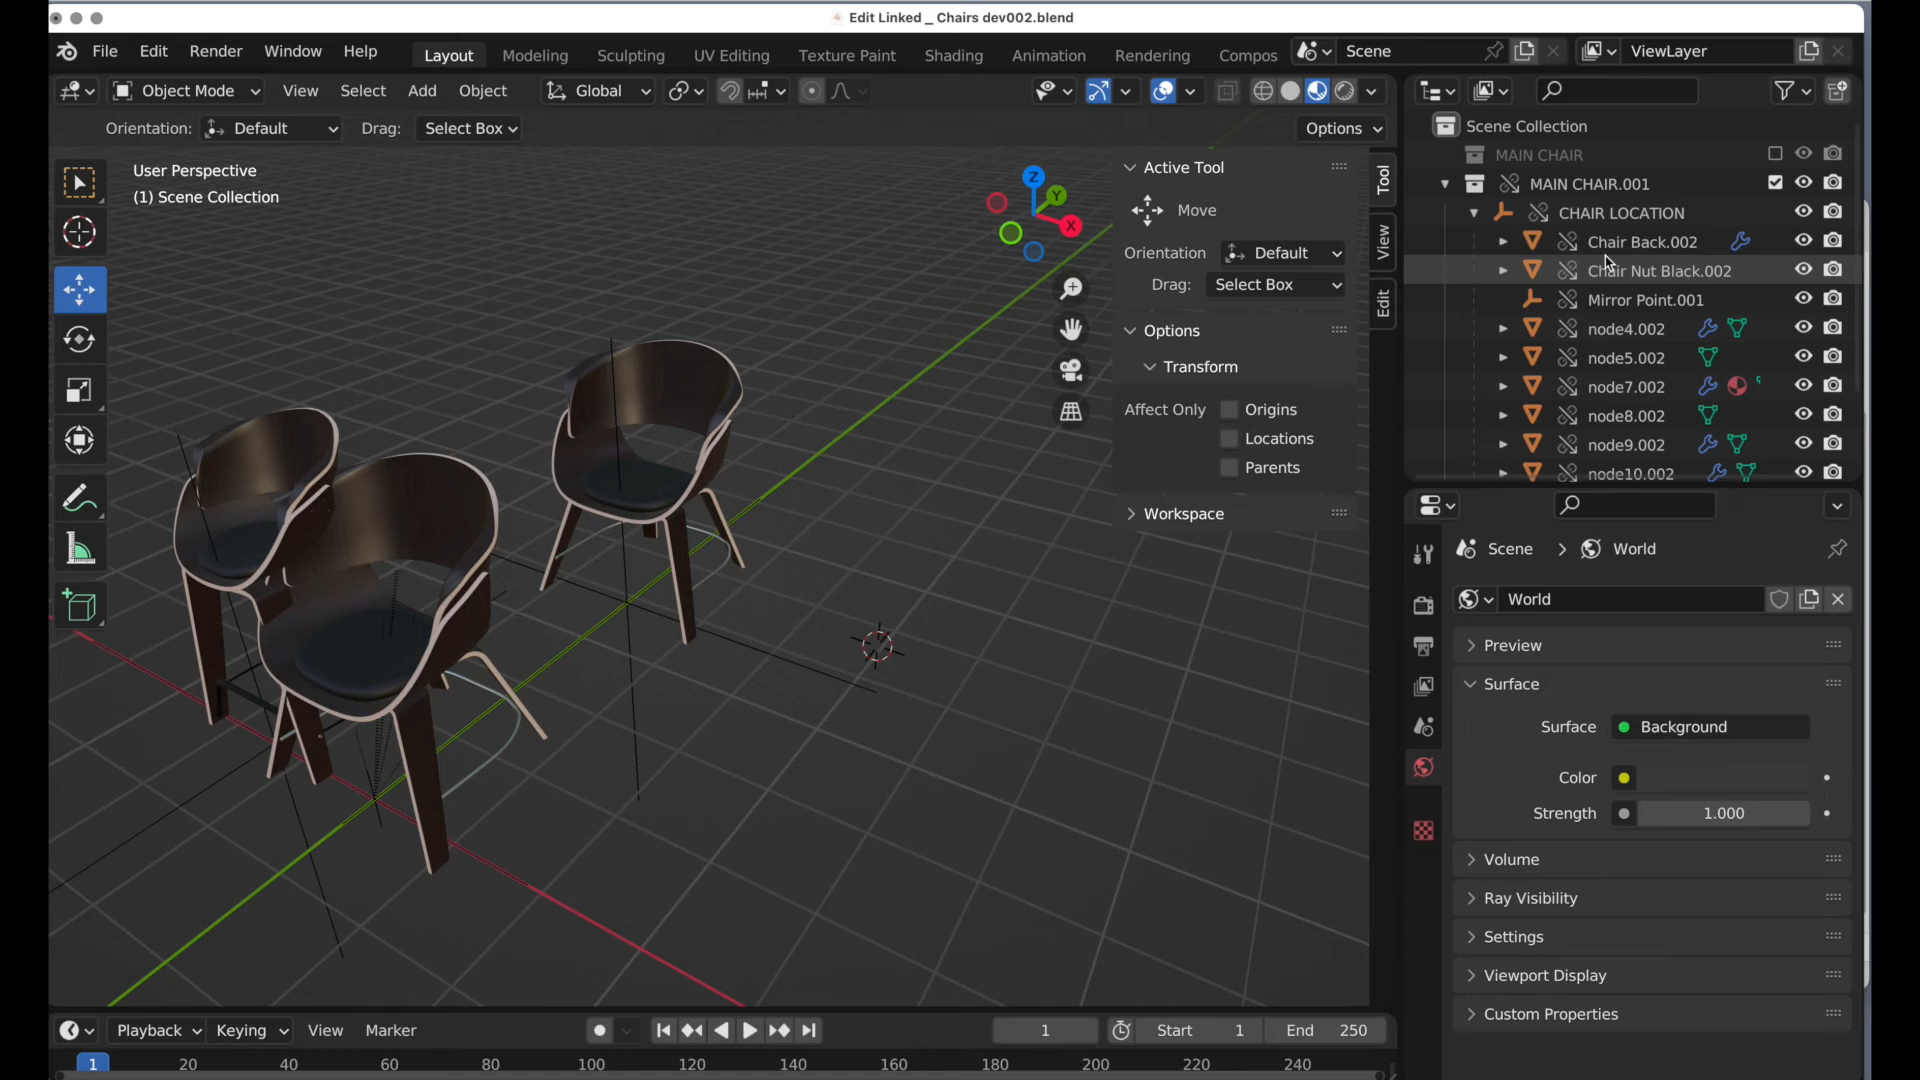 Edit Linked _ Chairs dev002.blend
File Edit Render Window Help
Layout Modeling Sculpting UV Editing Texture Paint Shading Animation Rendering Compos
Scene
ViewLayer
Object Mode View Select Add Object Global
Orientation: Default Drag: Select Box Options
User Perspective
(1) Scene Collection
Z
Y
X
Active Tool
Move
Orientation Default
Drag: Select Box
Options
Transform
Affect Only Origins
Locations
Parents
Workspace
Tool
View
Edit
Scene Collection
MAIN CHAIR
MAIN CHAIR.001
CHAIR LOCATION
Chair Back.002
Chair Nut Black.002
Mirror Point.001
node4.002
node5.002
node7.002
node8.002
node9.002
node10.002
Scene > World
World
Preview
Surface
Surface Background
Color
Strength 1.000
Volume
Ray Visibility
Settings
Viewport Display
Custom Properties
Playback Keying View Marker
1 Start 1 End 250
1 20 40 60 80 100 120 140 160 180 200 220 240